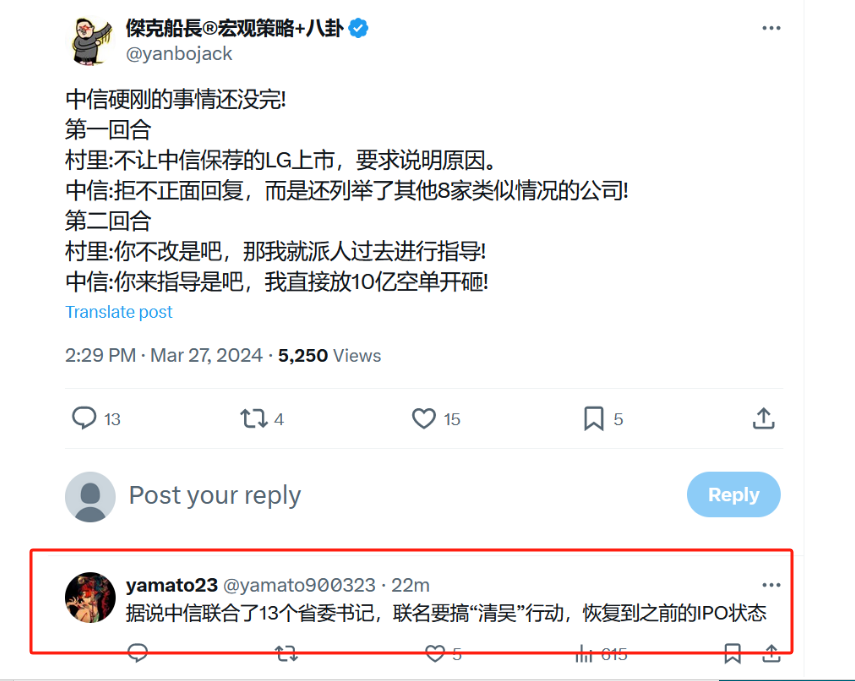 傑克船長®宏观策略+八卦
@yanbojack
中信硬刚的事情还没完!
第一回合
村里:不让中信保荐的LG上市，要求说明原因。
中信:拒不正面回复，而是还列举了其他8家类似情况的公司!
第二回合
村里:你不改是吧，那我就派人过去进行指导!
中信:你来指导是吧，我直接放10亿空单开砸!
Translate post
2:29 PM · Mar 27, 2024 · 5,250 Views
13 4 15 5
Post your reply
Reply
yamato23 @yamato900323 · 22m
据说中信联合了13个省委书记，联名要搞“清吴”行动，恢复到之前的IPO状态
5 615